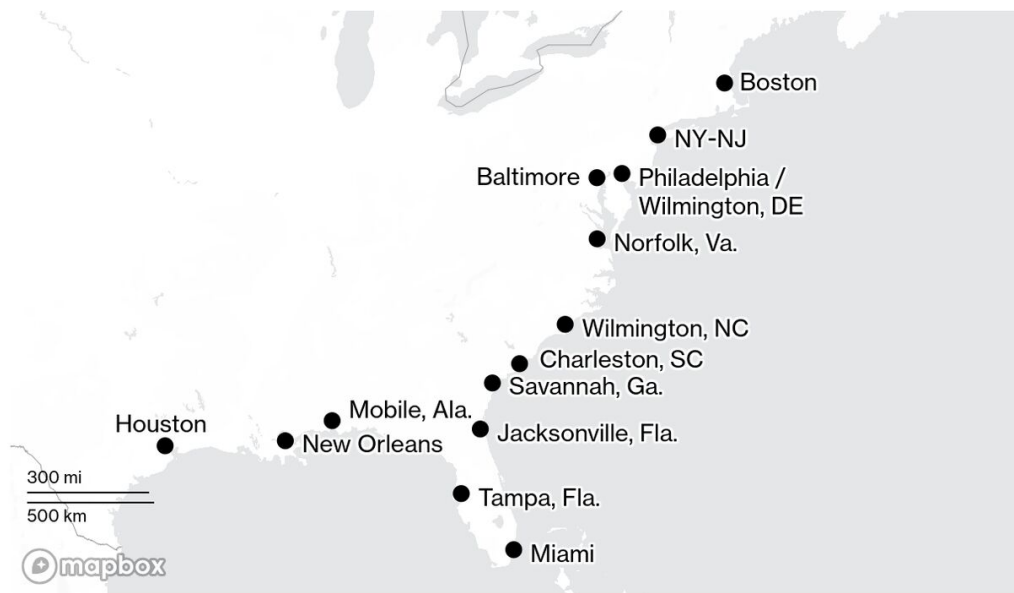 Boston
NY-NJ
Baltimore
Philadelphia /
Wilmington, DE
Norfolk, Va.
Wilmington, NC
Charleston, SC
Savannah, Ga.
Mobile, Ala.
Houston
New Orleans
Jacksonville, Fla.
300 mi
500 km
Tampa, Fla.
Miami
mapbox